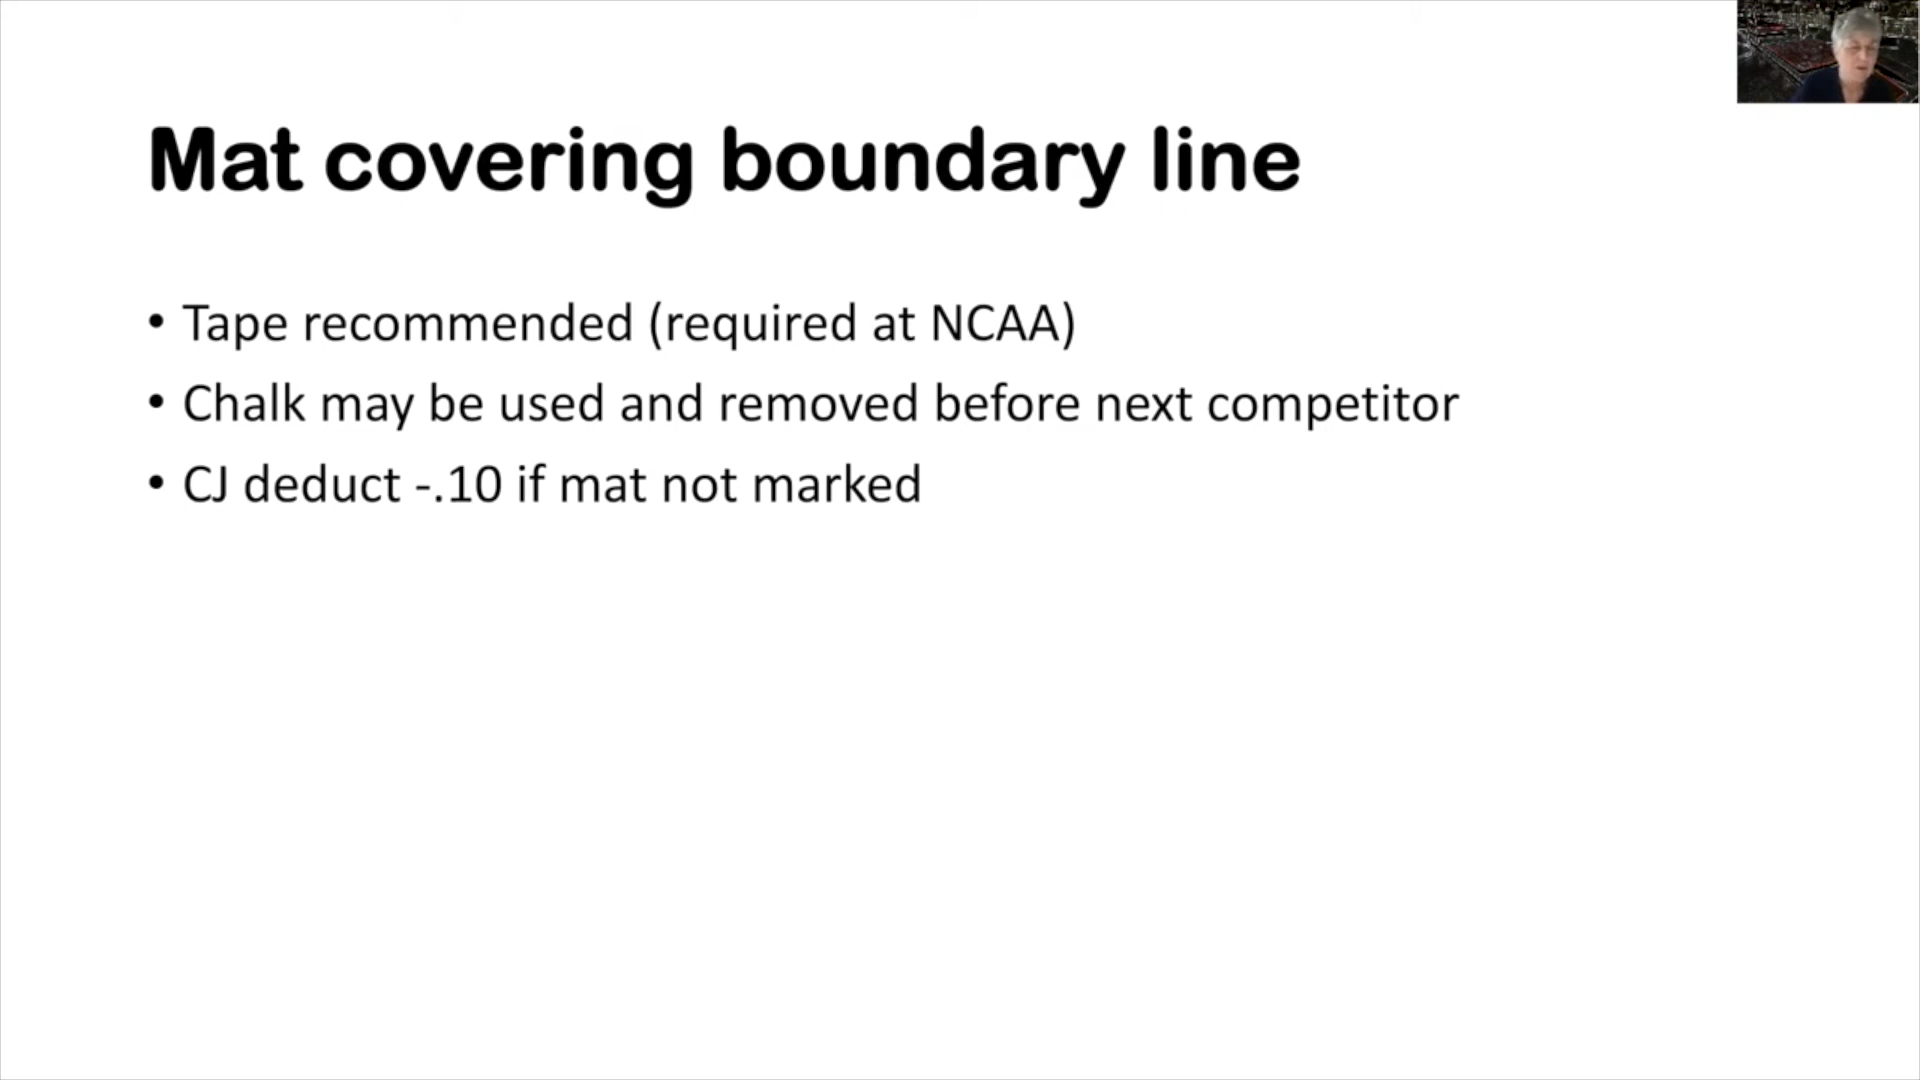 Mat covering boundary line
• Tape recommended (required at NCAA)
• Chalk may be used and removed before next competitor
• CJ deduct -.10 if mat not marked